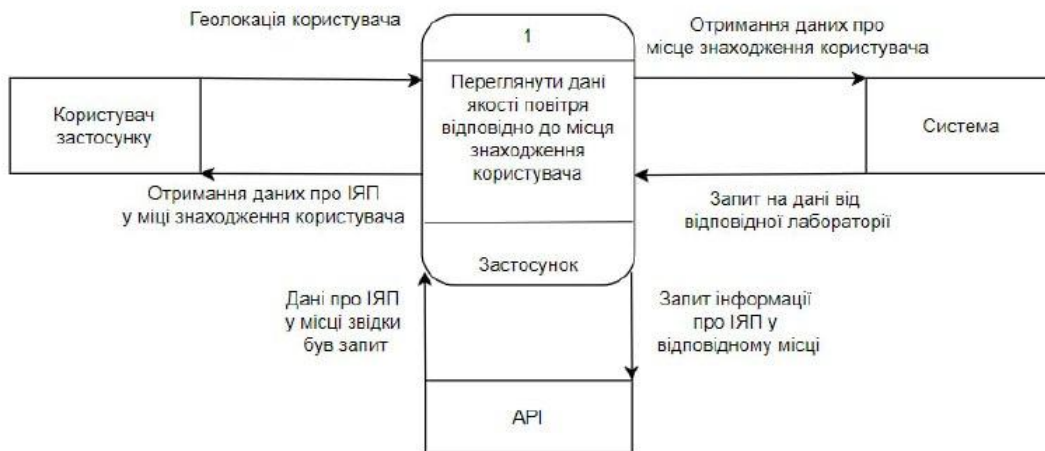 Геолокація користувача
1
Отримання даних про
місце знаходження користувача
Користувач
застосунку
Переглянути дані
якості повітря
відповідно до місця
знаходження
користувача
Система
Отримання даних про ІЯП
у міці знаходження користувача
Запит на дані від
відповідної лабораторії
Застосунок
Дані про ІЯП
у місці звідки
був запит
Запит інформації
про ІЯП у
відповідному місці
API